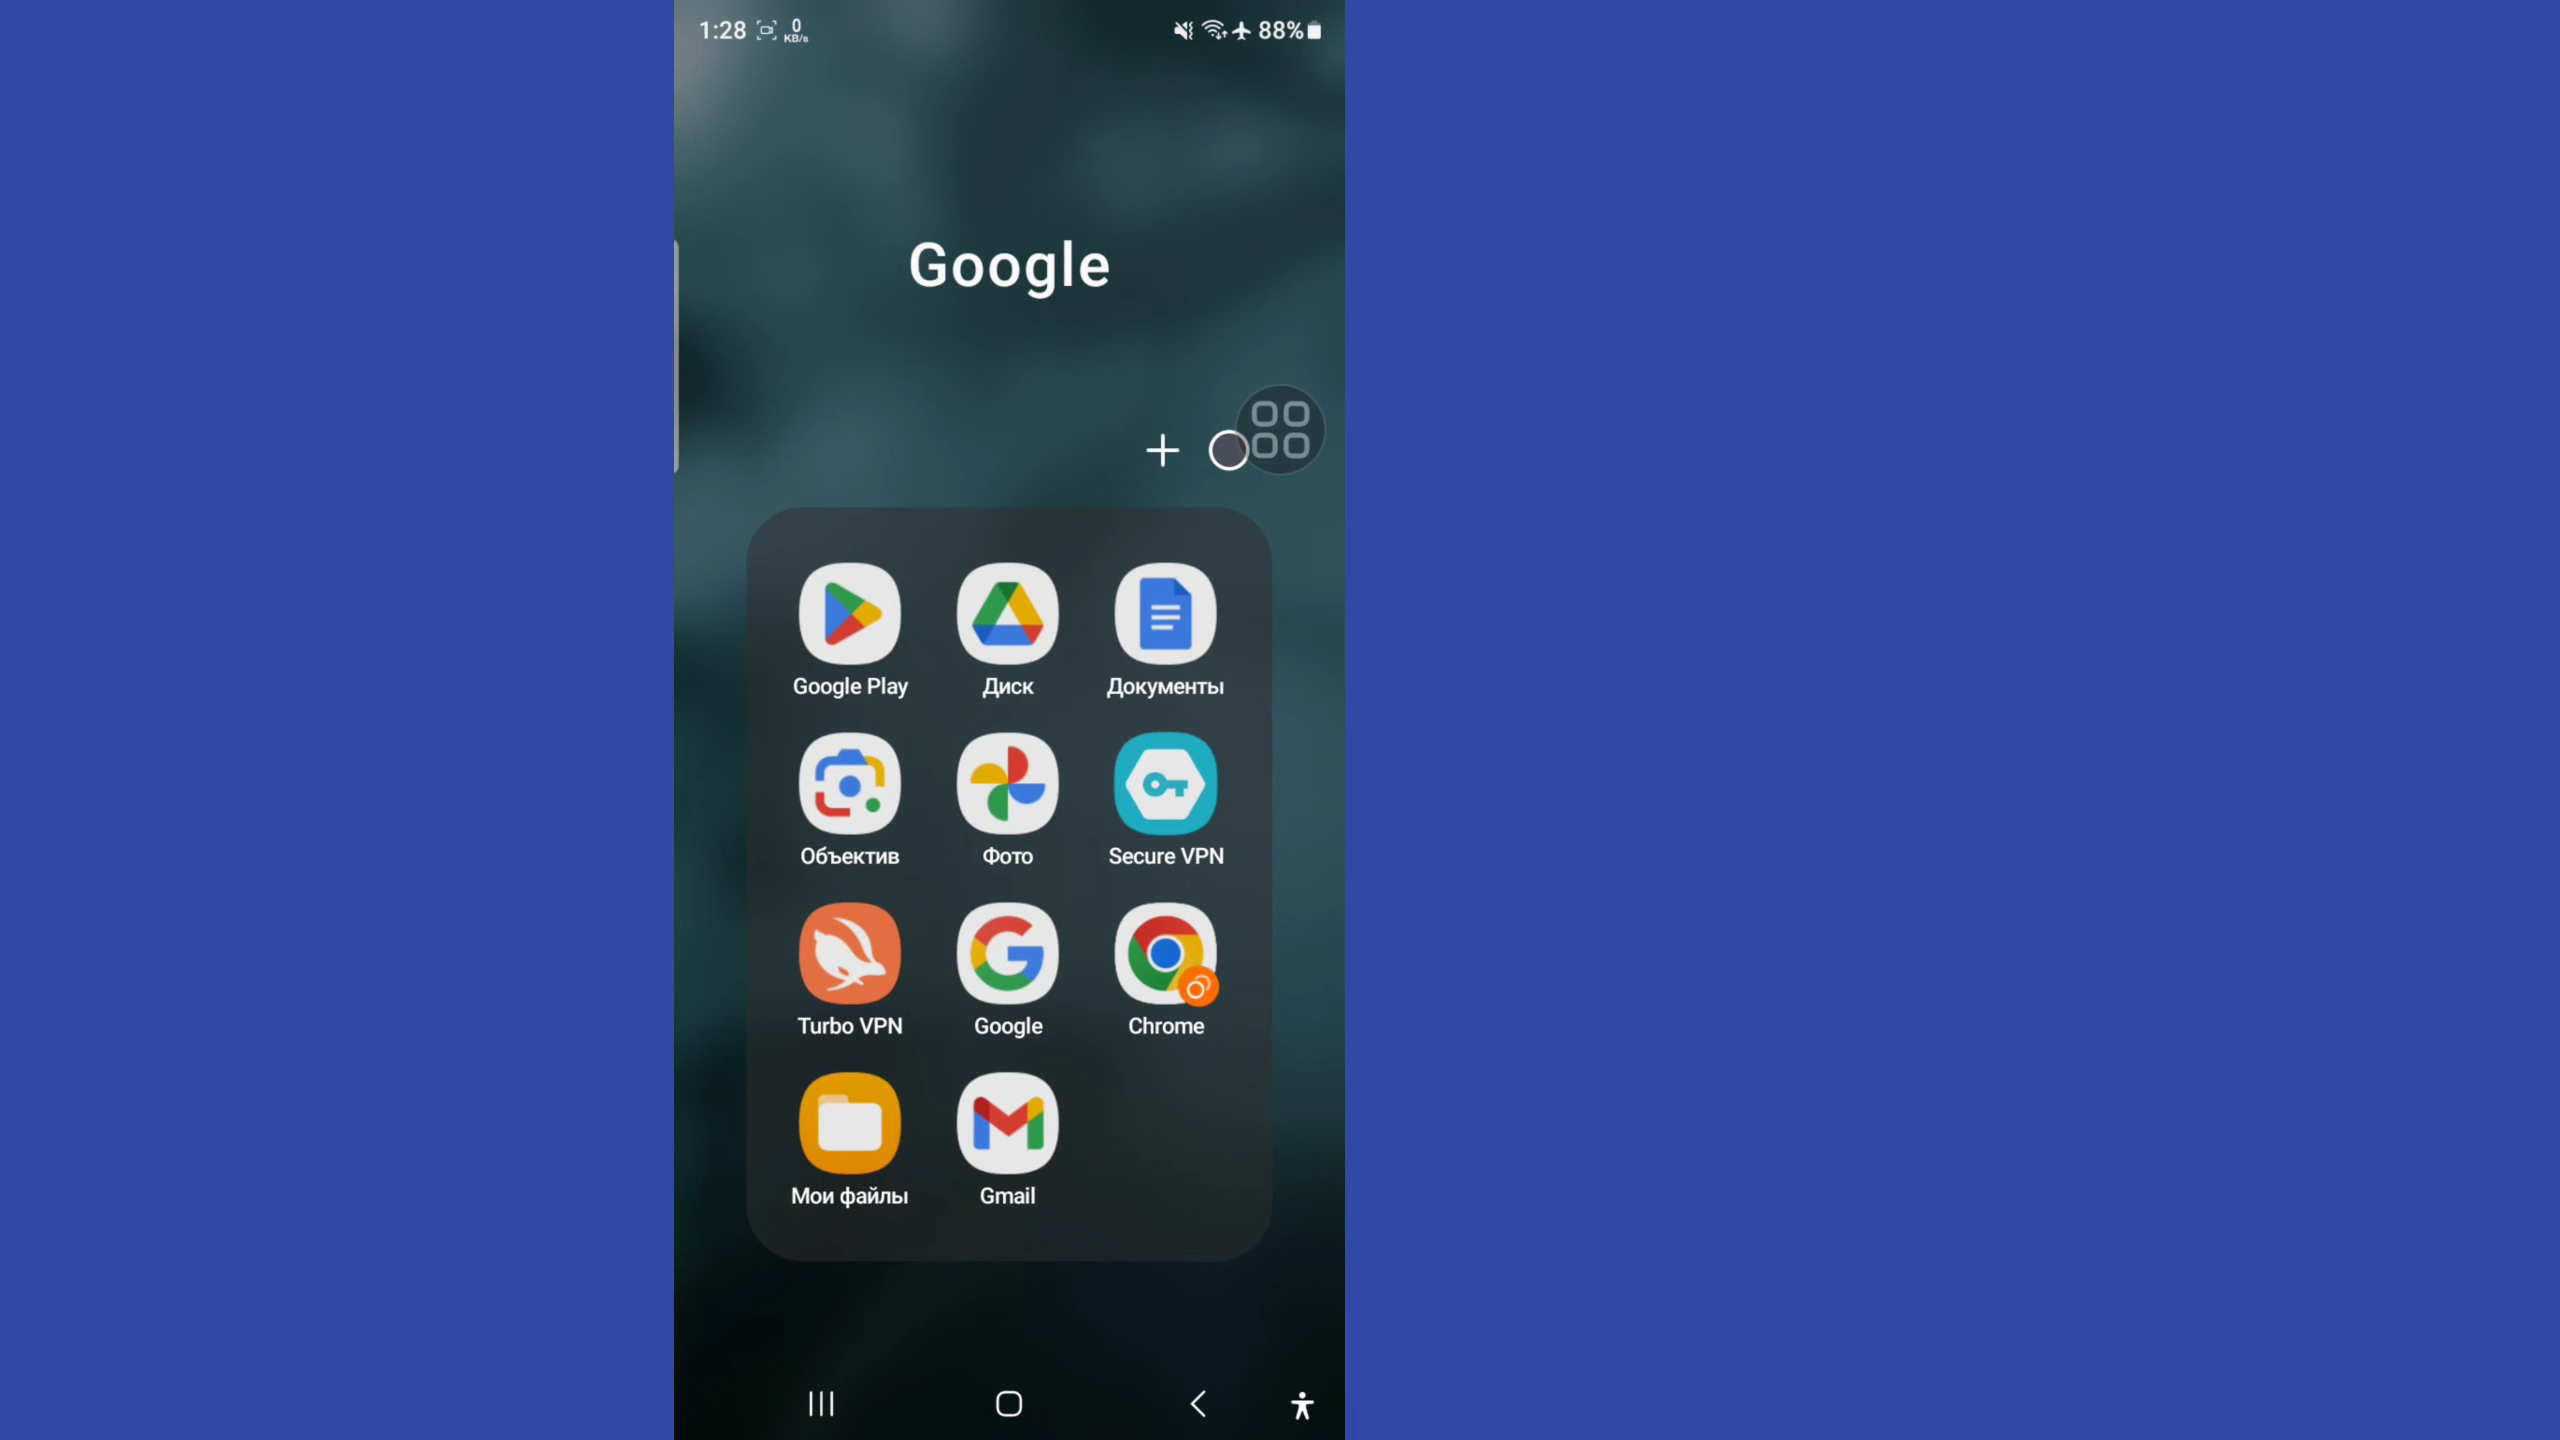 1:28 0 KB/s 88%
Google
Google Play Диск Документы
Объектив Фото Secure VPN
Turbo VPN Google Chrome
Мои файлы Gmail